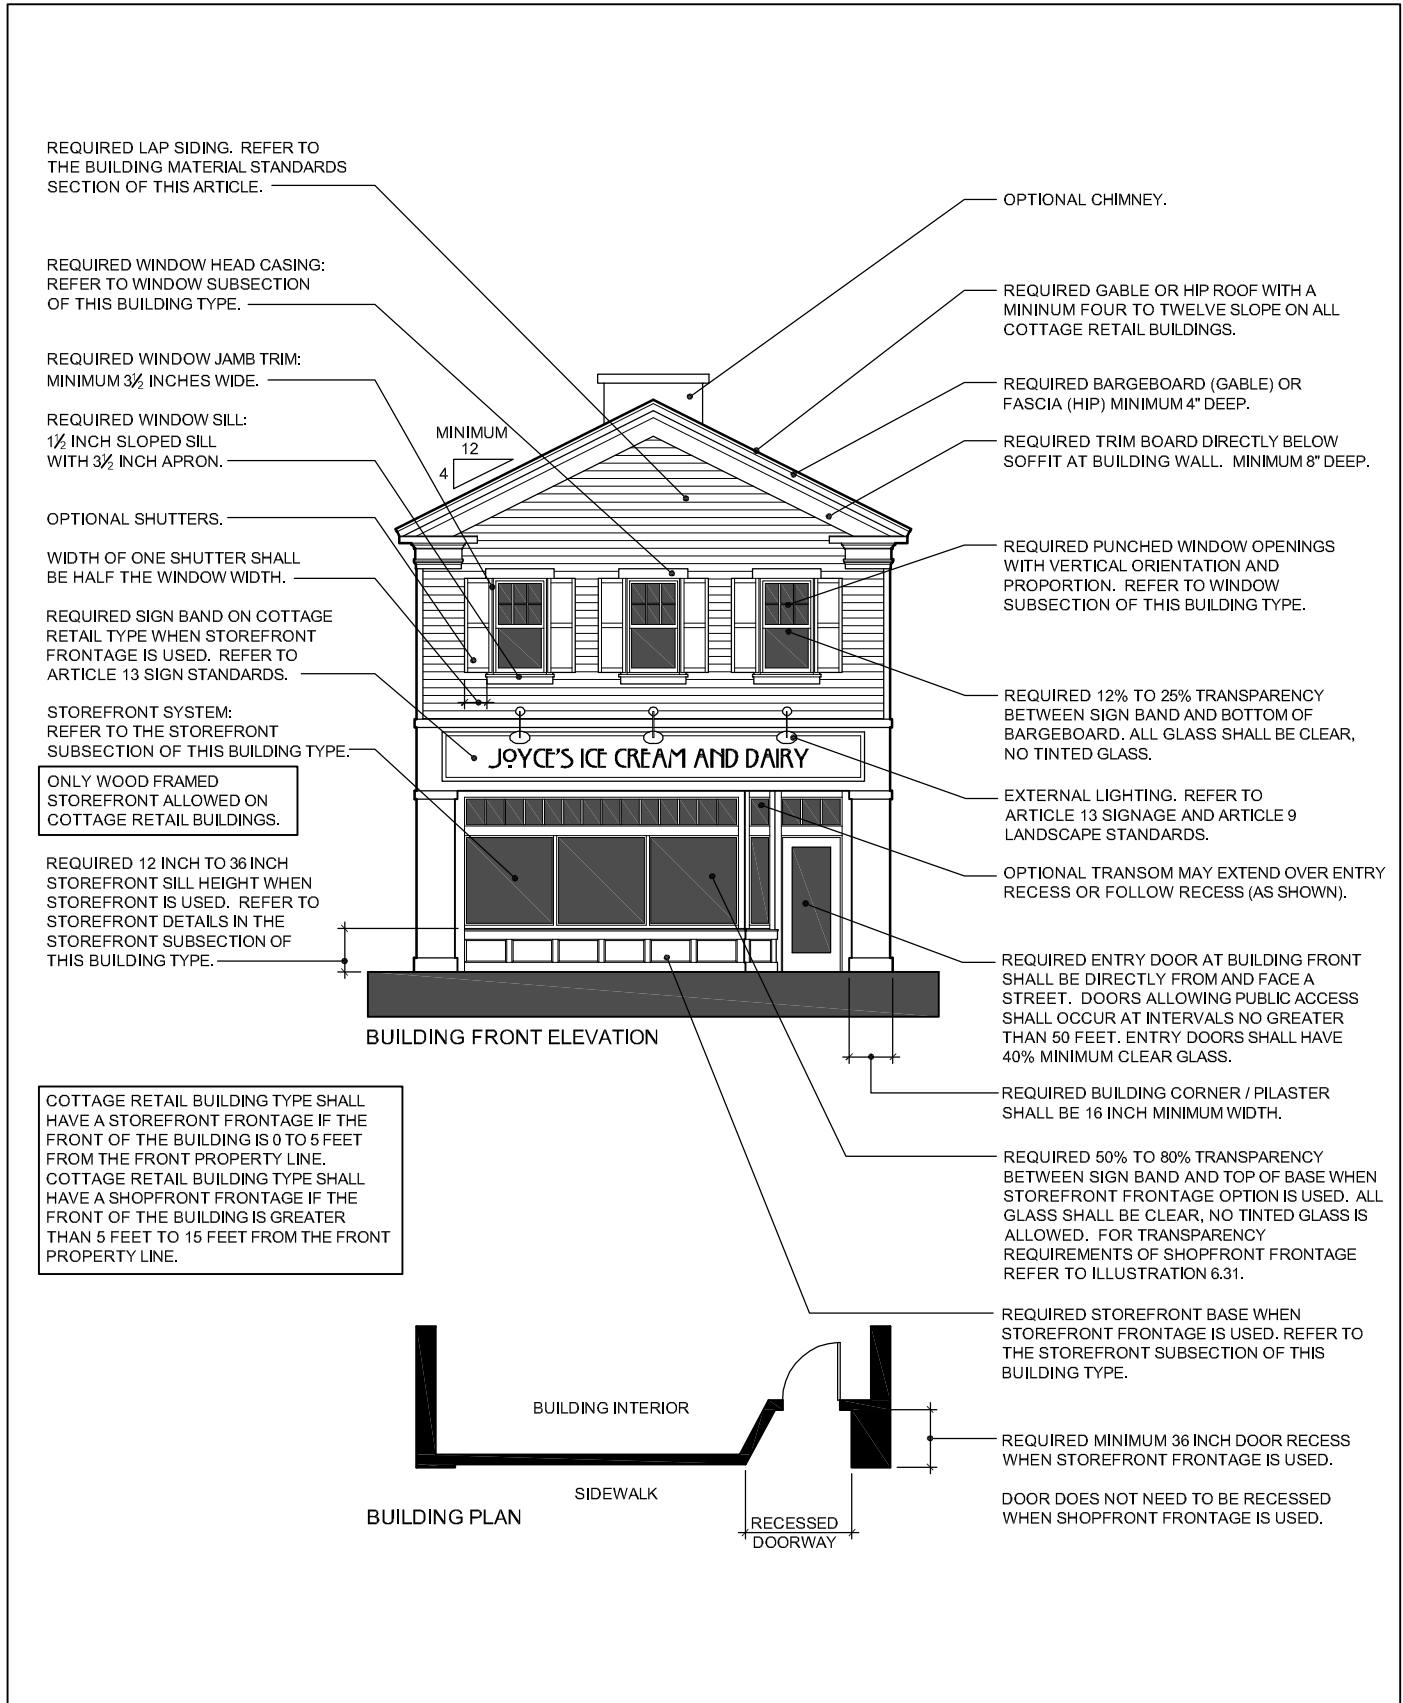 REQUIRED LAP SIDING. REFER TO
THE BUILDING MATERIAL STANDARDS
SECTION OF THIS ARTICLE.
REQUIRED WINDOW HEAD CASING:
REFER TO WINDOW SUBSECTION
OF THIS BUILDING TYPE.
REQUIRED WINDOW JAMB TRIM:
MINIMUM 3½ INCHES WIDE.
REQUIRED WINDOW SILL:
1½ INCH SLOPED SILL
WITH 3½ INCH APRON.
OPTIONAL SHUTTERS.
WIDTH OF ONE SHUTTER SHALL
BE HALF THE WINDOW WIDTH.
REQUIRED SIGN BAND ON COTTAGE
RETAIL TYPE WHEN STOREFRONT
FRONTAGE IS USED. REFER TO
ARTICLE 13 SIGN STANDARDS.
STOREFRONT SYSTEM:
REFER TO THE STOREFRONT
SUBSECTION OF THIS BUILDING TYPE.
ONLY WOOD FRAMED
STOREFRONT ALLOWED ON
COTTAGE RETAIL BUILDINGS.
REQUIRED 12 INCH TO 36 INCH
STOREFRONT SILL HEIGHT WHEN
STOREFRONT IS USED. REFER TO
STOREFRONT DETAILS IN THE
STOREFRONT SUBSECTION OF
THIS BUILDING TYPE.
MINIMUM
12
4
JOYCE'S ICE CREAM AND DAIRY
BUILDING FRONT ELEVATION
OPTIONAL CHIMNEY.
REQUIRED GABLE OR HIP ROOF WITH A
MININUM FOUR TO TWELVE SLOPE ON ALL
COTTAGE RETAIL BUILDINGS.
REQUIRED BARGEBOARD (GABLE) OR
FASCIA (HIP) MINIMUM 4" DEEP.
REQUIRED TRIM BOARD DIRECTLY BELOW
SOFFIT AT BUILDING WALL. MINIMUM 8" DEEP.
REQUIRED PUNCHED WINDOW OPENINGS
WITH VERTICAL ORIENTATION AND
PROPORTION. REFER TO WINDOW
SUBSECTION OF THIS BUILDING TYPE.
REQUIRED 12% TO 25% TRANSPARENCY
BETWEEN SIGN BAND AND BOTTOM OF
BARGEBOARD. ALL GLASS SHALL BE CLEAR,
NO TINTED GLASS.
EXTERNAL LIGHTING. REFER TO
ARTICLE 13 SIGNAGE AND ARTICLE 9
LANDSCAPE STANDARDS.
OPTIONAL TRANSOM MAY EXTEND OVER ENTRY
RECESS OR FOLLOW RECESS (AS SHOWN).
REQUIRED ENTRY DOOR AT BUILDING FRONT
SHALL BE DIRECTLY FROM AND FACE A
STREET. DOORS ALLOWING PUBLIC ACCESS
SHALL OCCUR AT INTERVALS NO GREATER
THAN 50 FEET. ENTRY DOORS SHALL HAVE
40% MINIMUM CLEAR GLASS.
REQUIRED BUILDING CORNER / PILASTER
SHALL BE 16 INCH MINIMUM WIDTH.
REQUIRED 50% TO 80% TRANSPARENCY
BETWEEN SIGN BAND AND TOP OF BASE WHEN
STOREFRONT FRONTAGE OPTION IS USED. ALL
GLASS SHALL BE CLEAR, NO TINTED GLASS IS
ALLOWED. FOR TRANSPARENCY
REQUIREMENTS OF SHOPFRONT FRONTAGE
REFER TO ILLUSTRATION 6.31.
REQUIRED STOREFRONT BASE WHEN
STOREFRONT FRONTAGE IS USED. REFER TO
THE STOREFRONT SUBSECTION OF THIS
BUILDING TYPE.
REQUIRED MINIMUM 36 INCH DOOR RECESS
WHEN STOREFRONT FRONTAGE IS USED.
DOOR DOES NOT NEED TO BE RECESSED
WHEN SHOPFRONT FRONTAGE IS USED.
COTTAGE RETAIL BUILDING TYPE SHALL
HAVE A STOREFRONT FRONTAGE IF THE
FRONT OF THE BUILDING IS 0 TO 5 FEET
FROM THE FRONT PROPERTY LINE.
COTTAGE RETAIL BUILDING TYPE SHALL
HAVE A SHOPFRONT FRONTAGE IF THE
FRONT OF THE BUILDING IS GREATER
THAN 5 FEET TO 15 FEET FROM THE FRONT
PROPERTY LINE.
BUILDING INTERIOR
SIDEWALK
BUILDING PLAN
RECESSED
DOORWAY